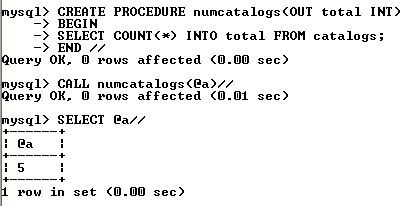 mysql> CREATE PROCEDURE numcatalogs(OUT total INT)
    -> BEGIN
    -> SELECT COUNT(*) INTO total FROM catalogs;
    -> END //
Query OK, 0 rows affected (0.00 sec)
mysql> CALL numcatalogs(@a)//
Query OK, 0 rows affected (0.01 sec)
mysql> SELECT @a//
+------+
| @a   |
+------+
| 5    |
+------+
1 row in set (0.00 sec)